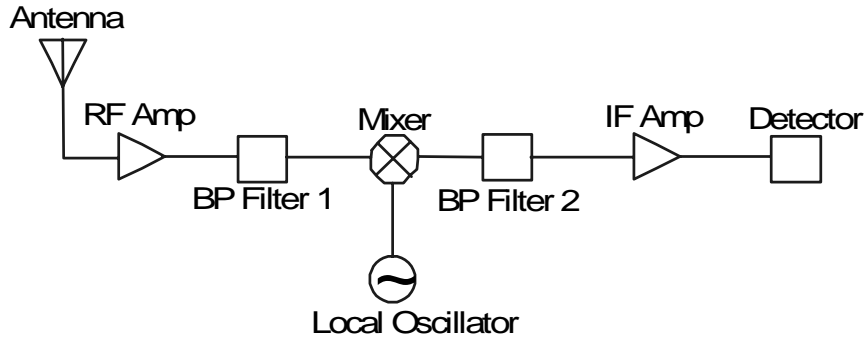 Antenna
RF Amp
BP Filter 1
Mixer
BP Filter 2
IF Amp
Detector
Local Oscillator